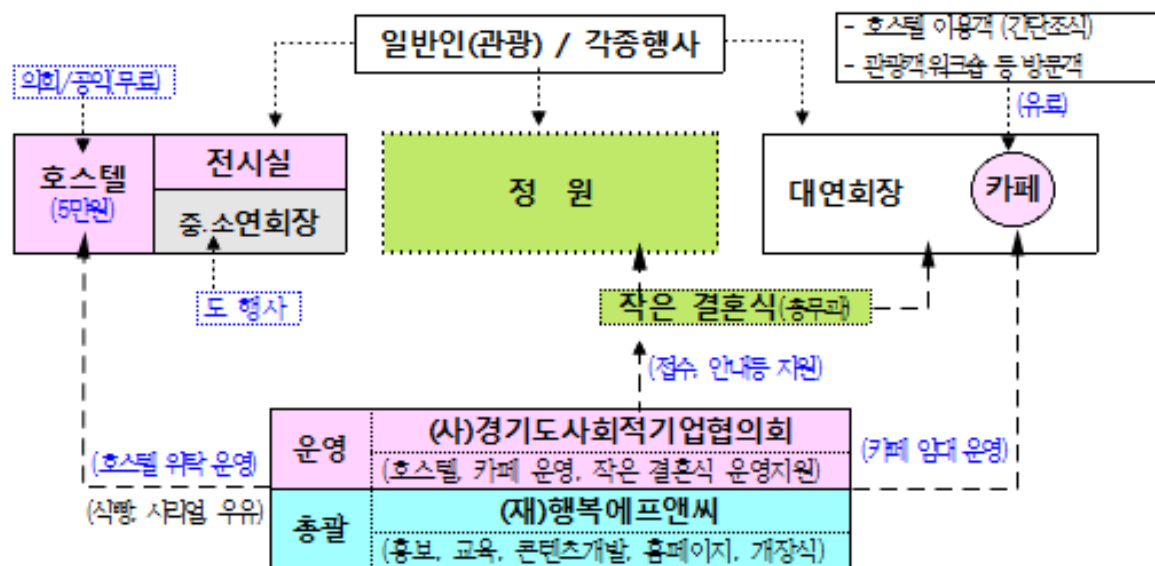 일반인(관광) / 각종행사
- 호스텔 이용객 (간단조식)
- 관광객,워크숍 등 방문객
의회/공익(무료)
(유료)
호스텔
(5만원)
전시실
중.소연회장
정 원
대연회장
카페
도 행사
작은 결혼식(총무과)
(접수, 안내등 지원)
(호스텔 위탁 운영)
(식빵, 시리얼, 우유)
운영
(사)경기도사회적기업협의회
(호스텔, 카페 운영, 작은 결혼식 운영지원)
(카페 임대 운영)
총괄
(재)행복에프앤씨
(홍보, 교육, 콘텐츠개발, 홈페이지, 개장식)